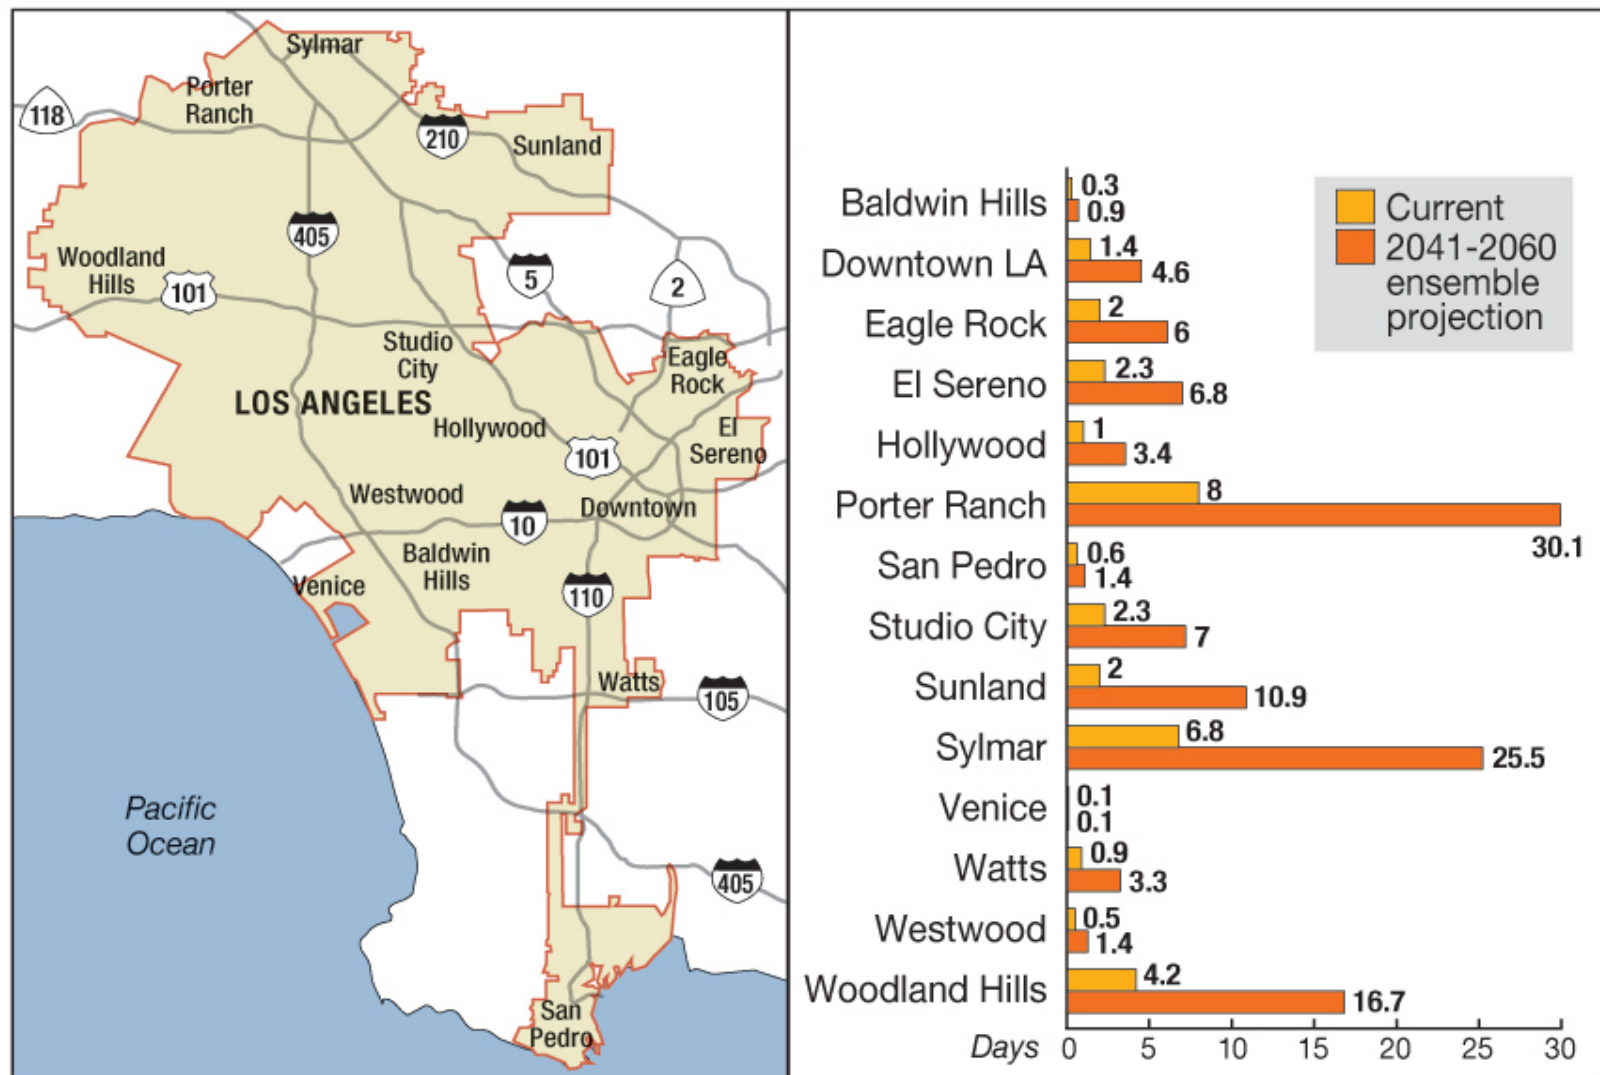 Sylmar
Porter
Ranch
118
210
Sunland
405
Woodland
Hills
101
5
2
Studio
City
Eagle
Rock
LOS ANGELES
Hollywood
El
Sereno
101
Westwood
Downtown
10
Baldwin
Hills
Venice
110
Watts
105
Pacific
Ocean
405
San
Pedro
Current
2041-2060
ensemble
projection
Baldwin Hills 0.3
0.9
Downtown LA 1.4
4.6
Eagle Rock 2
6
El Sereno 2.3
6.8
Hollywood 1
3.4
Porter Ranch 8
30.1
San Pedro 0.6
1.4
Studio City 2.3
7
Sunland 2
10.9
Sylmar 6.8
25.5
Venice 0.1
0.1
Watts 0.9
3.3
Westwood 0.5
1.4
Woodland Hills 4.2
16.7
Days 0 5 10 15 20 25 30